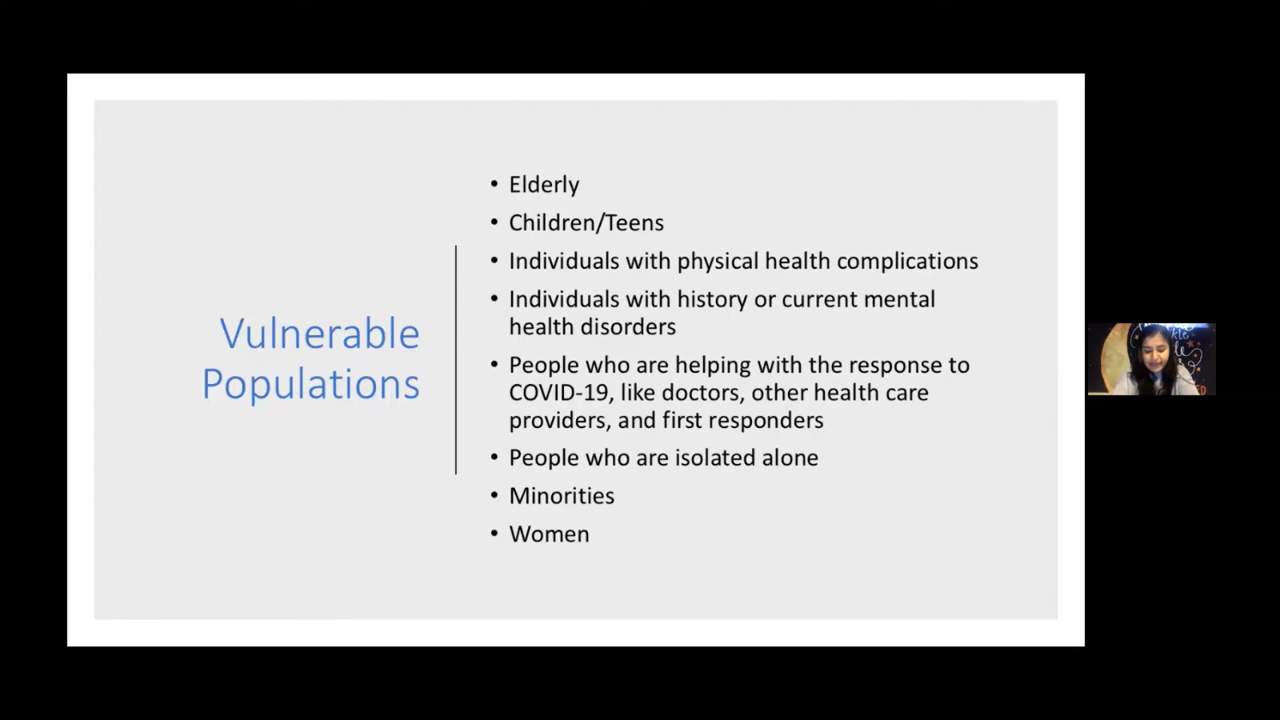 Vulnerable
Populations
• Elderly
• Children/Teens
• Individuals with physical health complications
• Individuals with history or current mental
health disorders
• People who are helping with the response to
COVID-19, like doctors, other health care
providers, and first responders
• People who are isolated alone
• Minorities
• Women